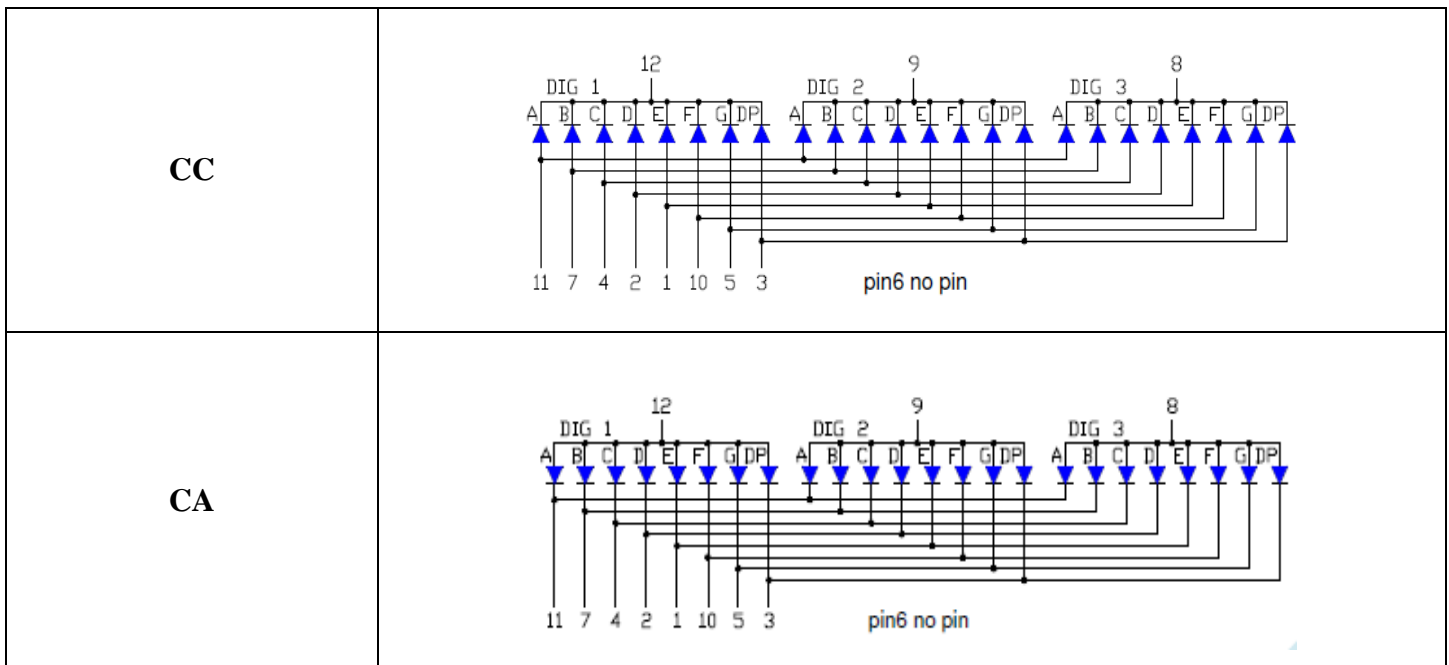 CC
12 9 8
DIG 1 DIG 2 DIG 3
A B C D E F G DP A B C D E F G DP A B C D E F G DP
11 7 4 2 1 10 5 3 pin6 no pin
CA
12 9 8
DIG 1 DIG 2 DIG 3
A B C D E F G DP A B C D E F G DP A B C D E F G DP
11 7 4 2 1 10 5 3 pin6 no pin